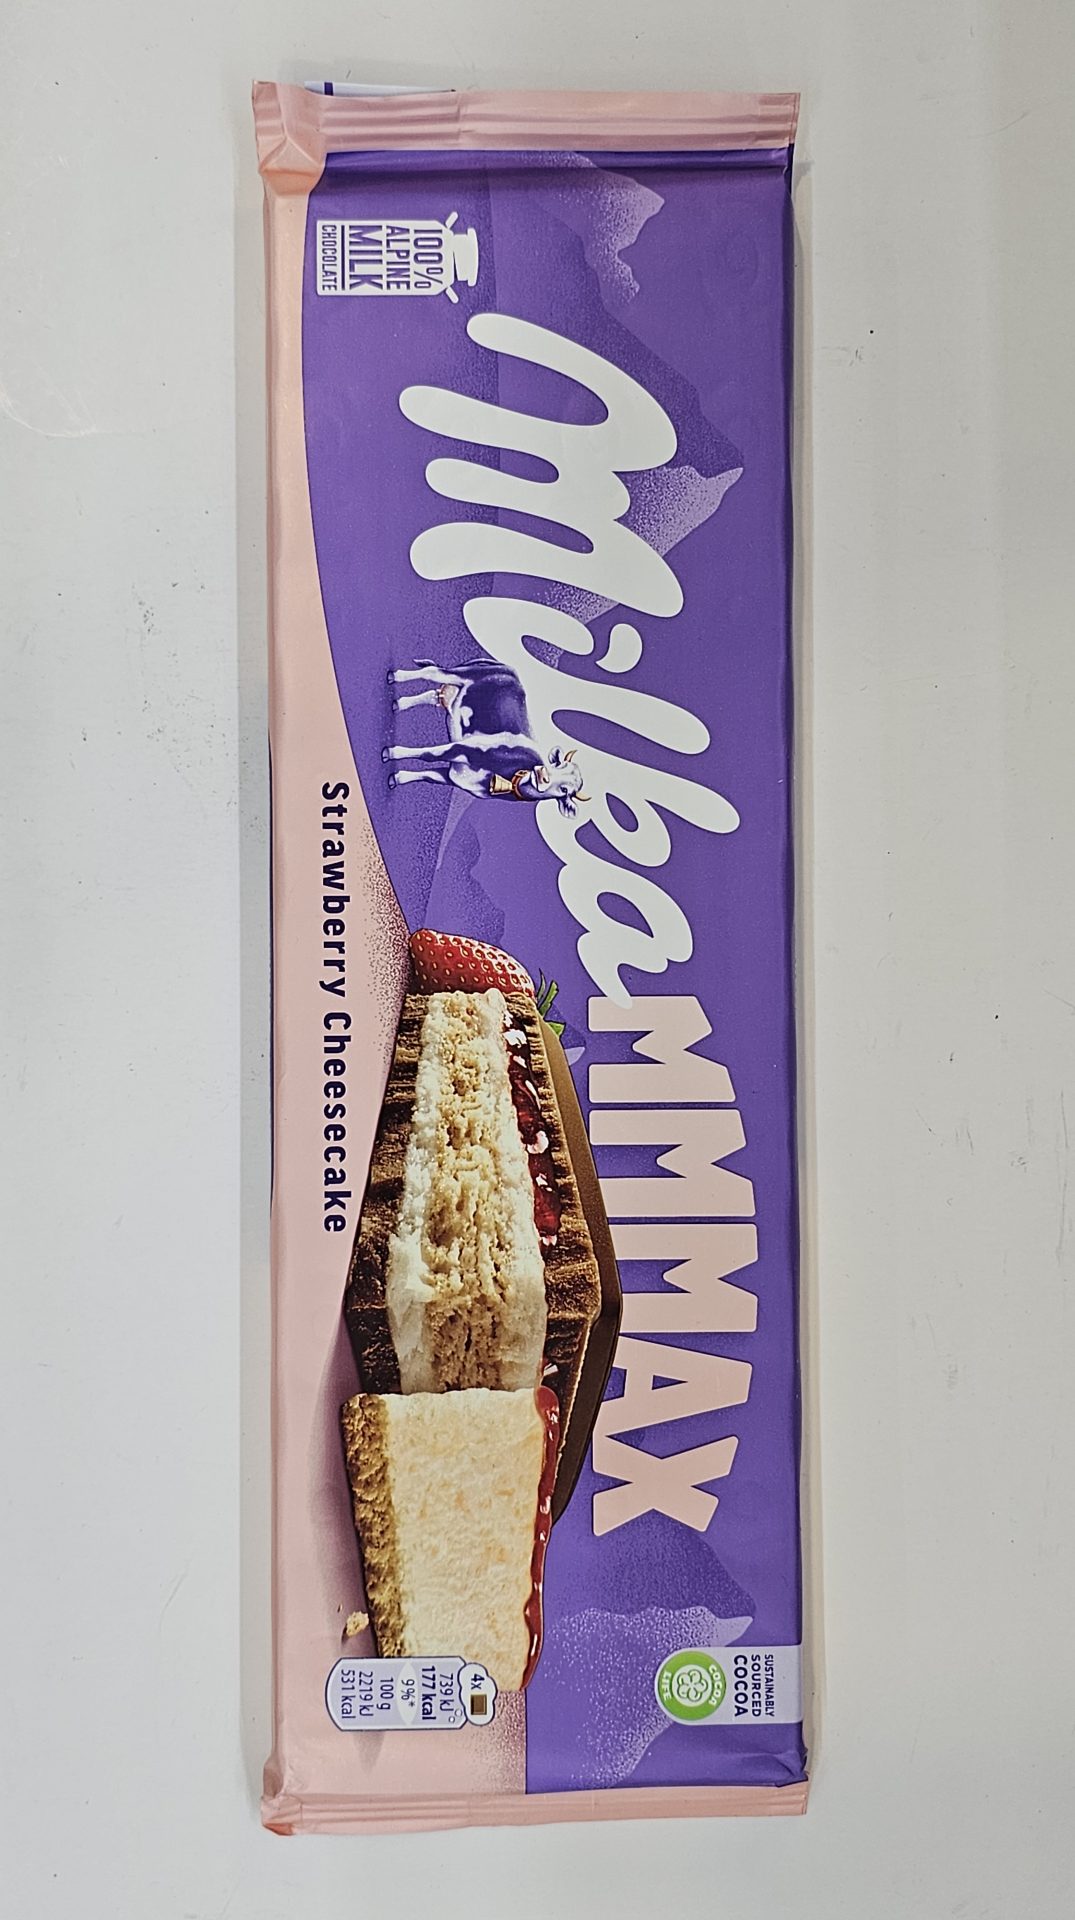 100%
ALPINE
MILK
CHOCOLATE
Milka MMMAX
Strawberry Cheesecake
SUSTAINABLY
SOURCED
COCOA
COCOA
LIFE
4x
739 kJ
177 kcal
9%*
100 g
2219 kJ
531 kcal